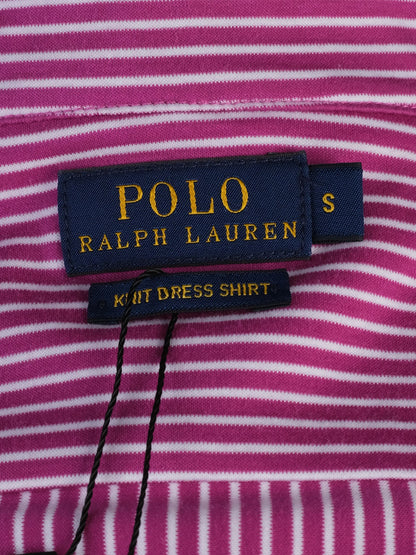 POLO
RALPH LAUREN
S
KNIT DRESS SHIRT